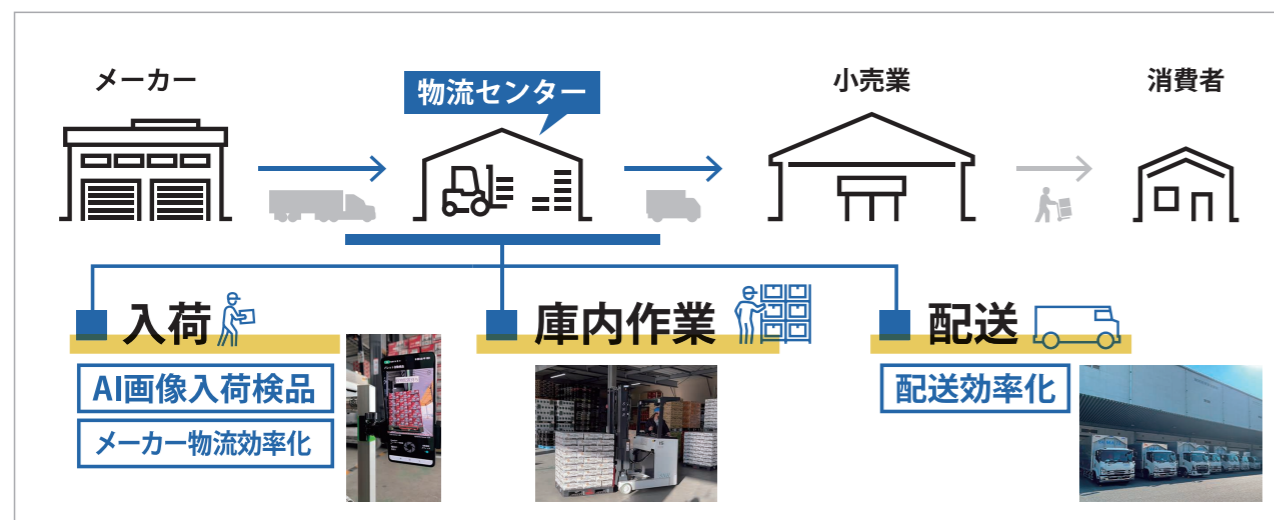 メーカー
物流センター
小売業
消費者
入荷
庫内作業
配送
AI画像入荷検品
メーカー物流効率化
配送効率化